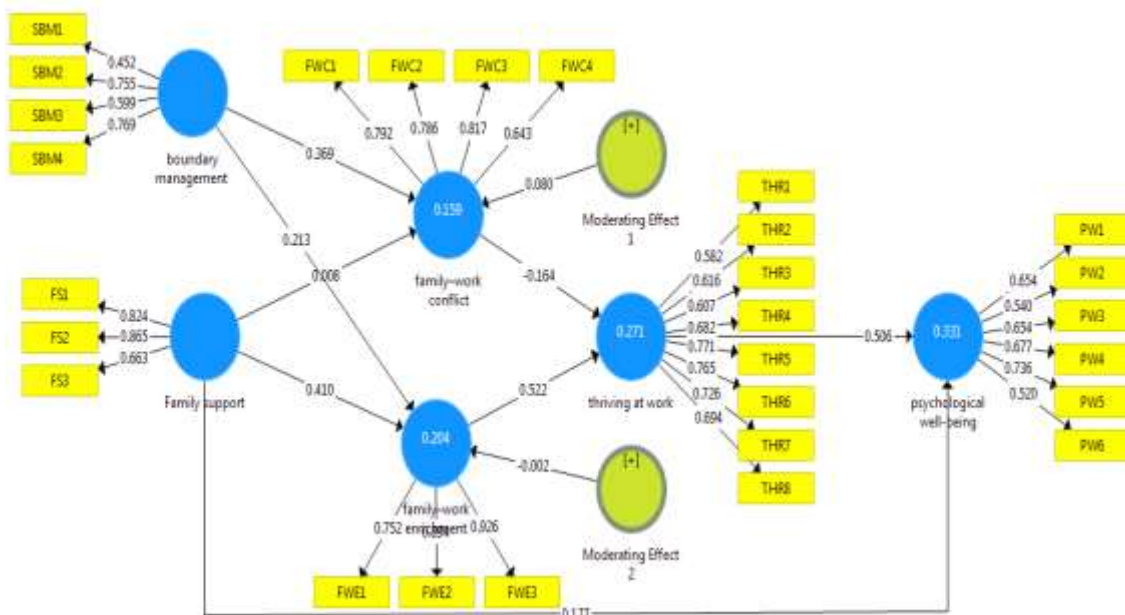 SBM1
SBM2
SBM3
SBM4
0.452
0.755
0.599
0.769
boundary
management
FWC1
FWC2
FWC3
FWC4
0.792
0.786
0.817
0.643
[+]
Moderating Effect
1
0.369
0.080
0.159
family-work
conflict
0.213
0.008
-0.164
FS1
FS2
FS3
0.824
0.865
0.663
Family support
0.410
0.522
0.204
family-work
enrichment
0.752
0.926
FWE1
FWE2
FWE3
-0.002
[+]
Moderating Effect
2
0.271
thriving at work
THR1
THR2
THR3
THR4
THR5
THR6
THR7
THR8
0.582
0.616
0.607
0.682
0.771
0.765
0.726
0.694
0.506
0.331
psychological
well-being
PW1
PW2
PW3
PW4
PW5
PW6
0.654
0.540
0.654
0.677
0.736
0.520
0.177